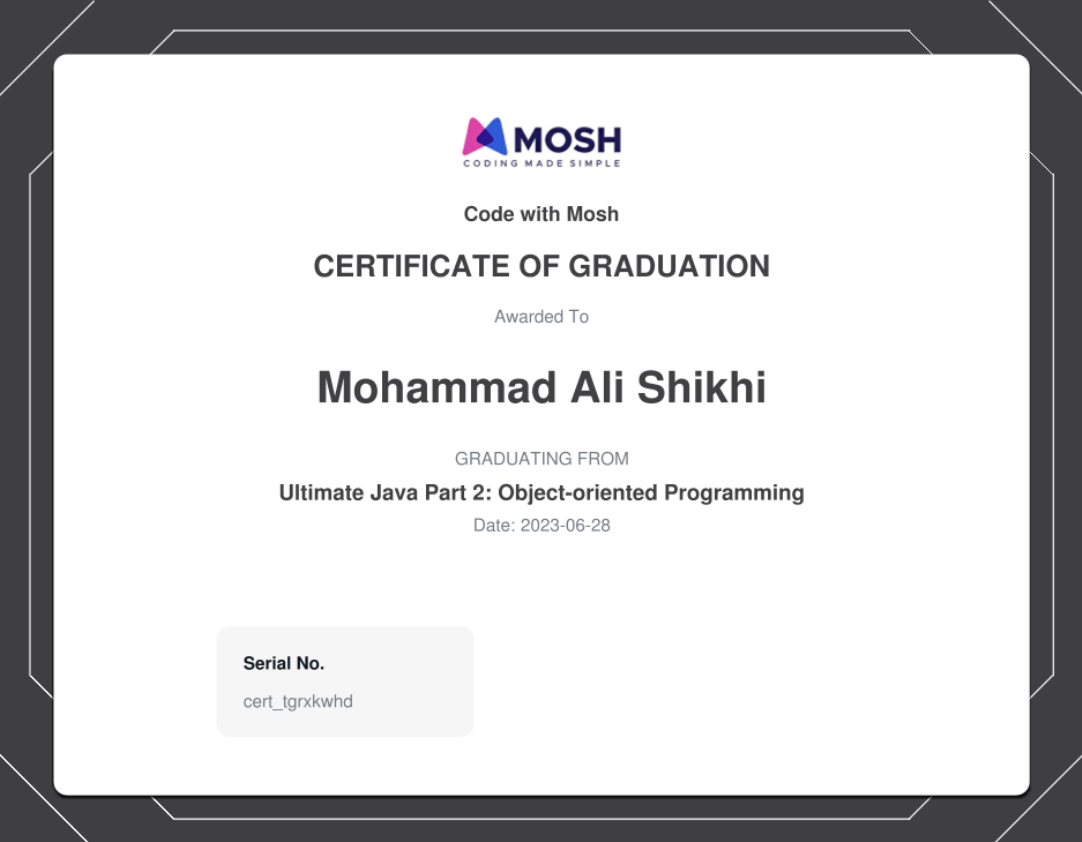 MOSH
CODING MADE SIMPLE
Code with Mosh
CERTIFICATE OF GRADUATION
Awarded To
Mohammad Ali Shikhi
GRADUATING FROM
Ultimate Java Part 2: Object-oriented Programming
Date: 2023-06-28
Serial No.
cert_tgrxkwhd